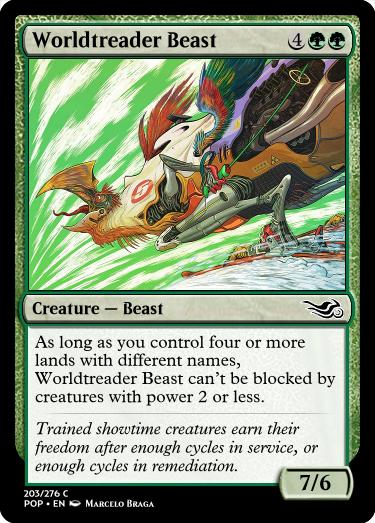 Worldtreader Beast 4
Creature — Beast
As long as you control four or more
lands with different names,
Worldtreader Beast can't be blocked by
creatures with power 2 or less.
Trained showtime creatures earn their
freedom after enough cycles in service, or
enough cycles in remediation.
7/6
203/276 C
POP • EN Marcelo Braga